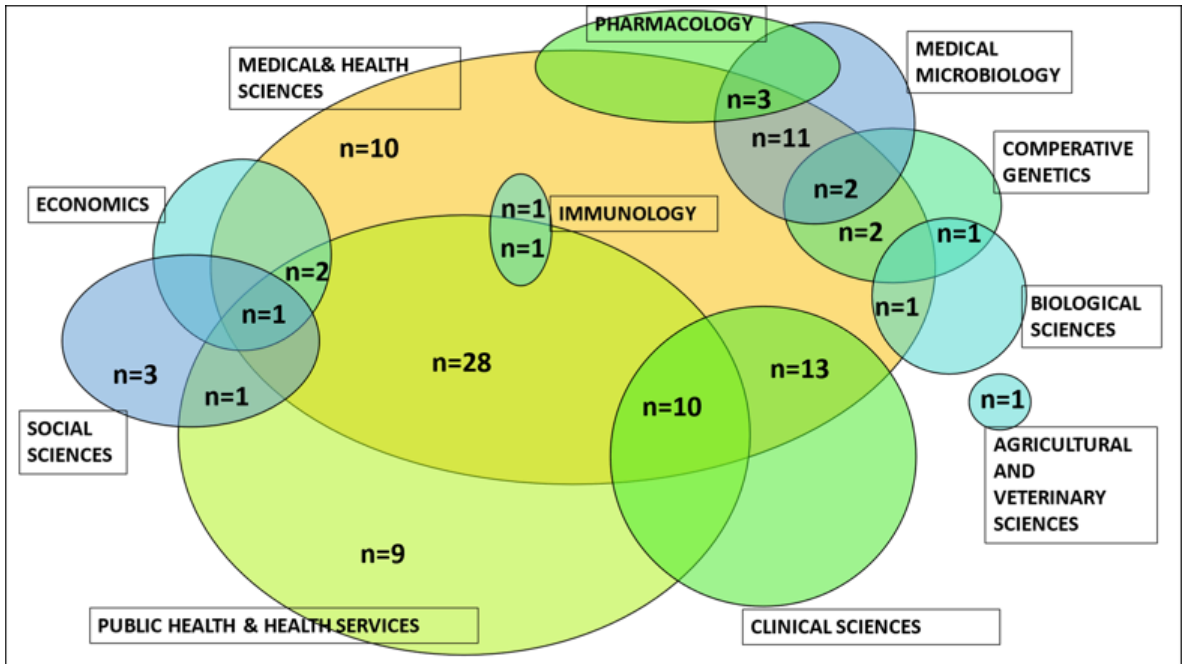 PHARMACOLOGY
MEDICAL& HEALTH
SCIENCES
MEDICAL
MICROBIOLOGY
n=3
n=11
n=10
COMPERATIVE
GENETICS
n=2
ECONOMICS
n=1
IMMUNOLOGY
n=2
n=1
n=1
n=2
n=1
BIOLOGICAL
SCIENCES
n=1
n=3
n=28
n=13
n=1
n=10
n=1
SOCIAL
SCIENCES
AGRICULTURAL
AND
VETERINARY
SCIENCES
n=9
PUBLIC HEALTH & HEALTH SERVICES
CLINICAL SCIENCES